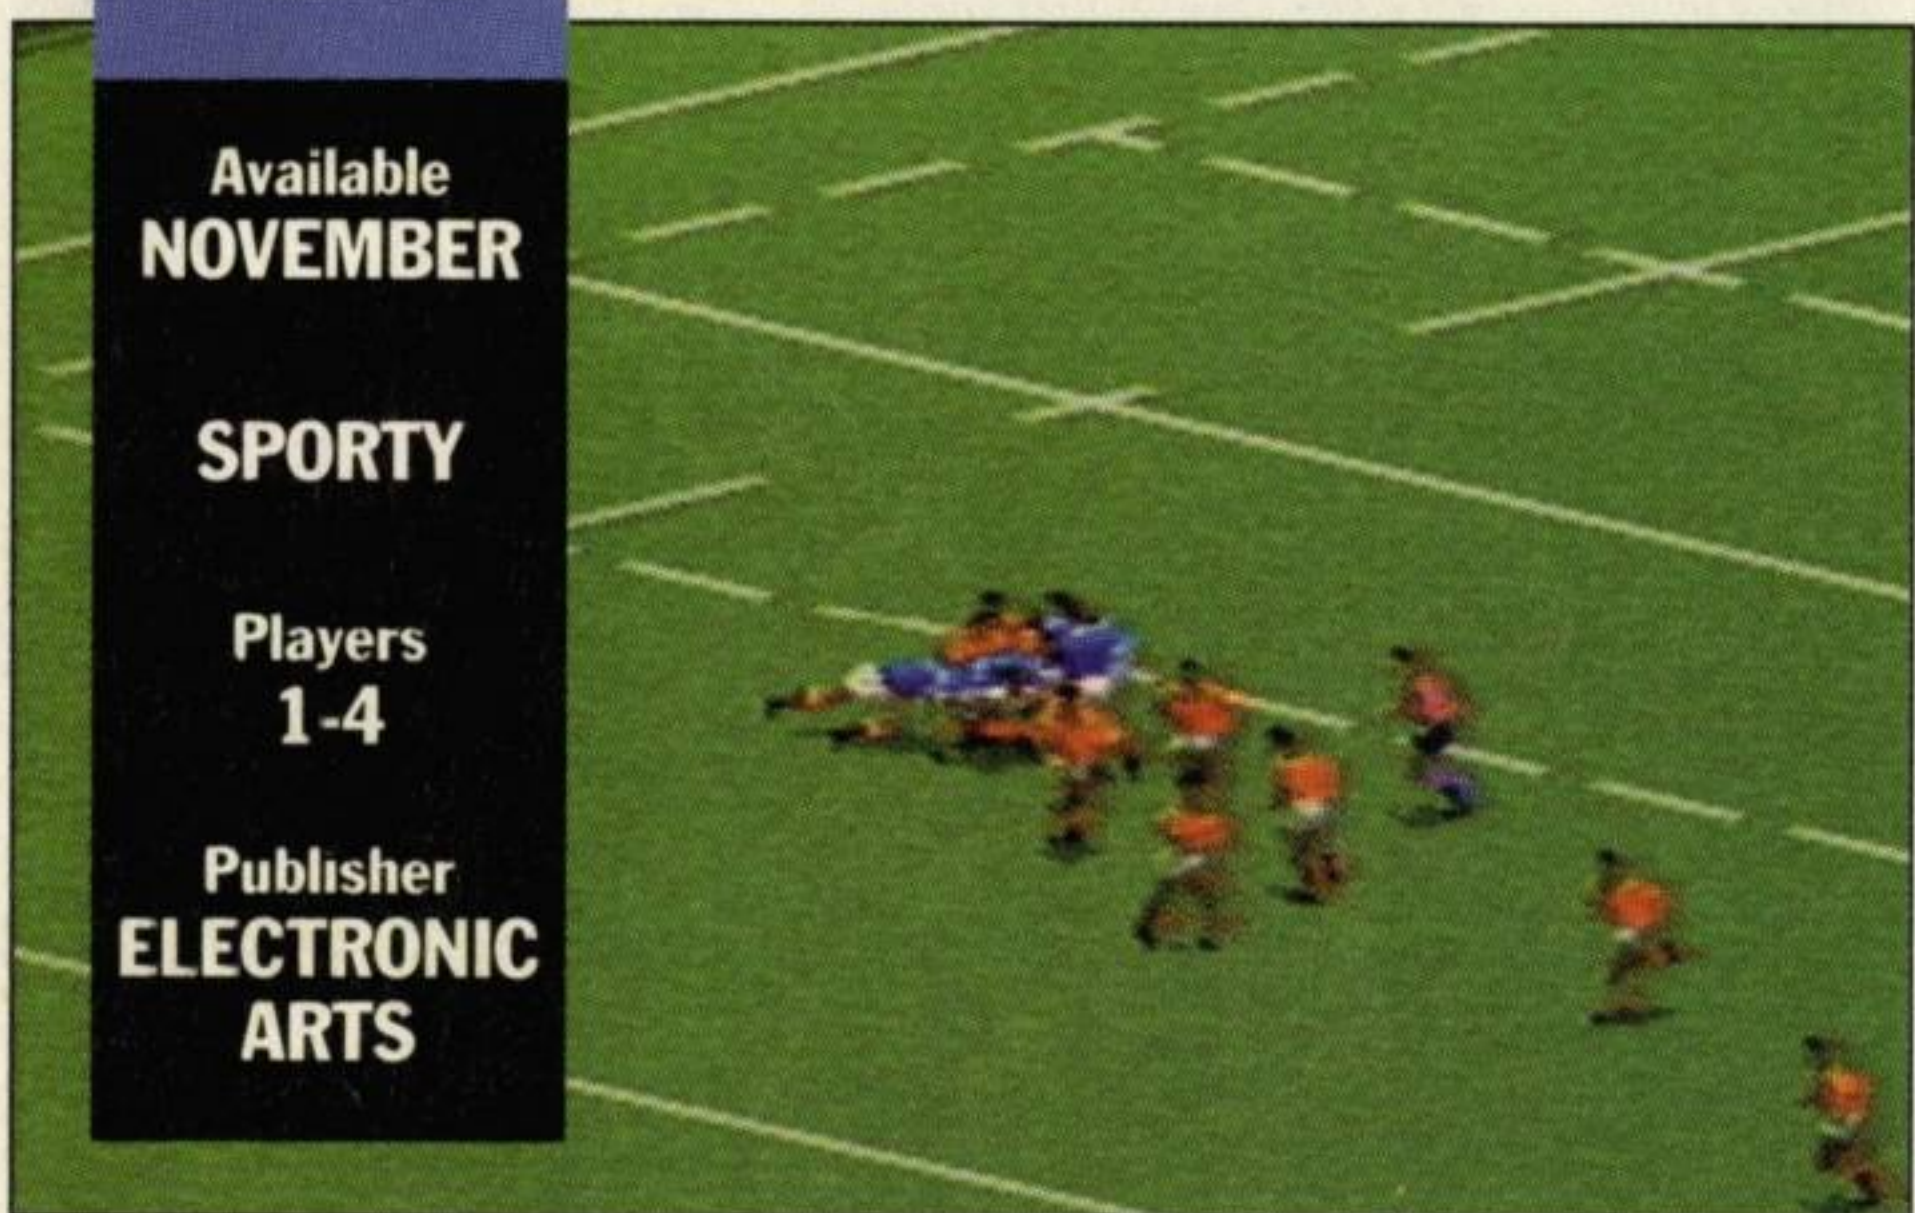 Available
NOVEMBER
SPORTY
Players
1-4
Publisher
ELECTRONIC
ARTS